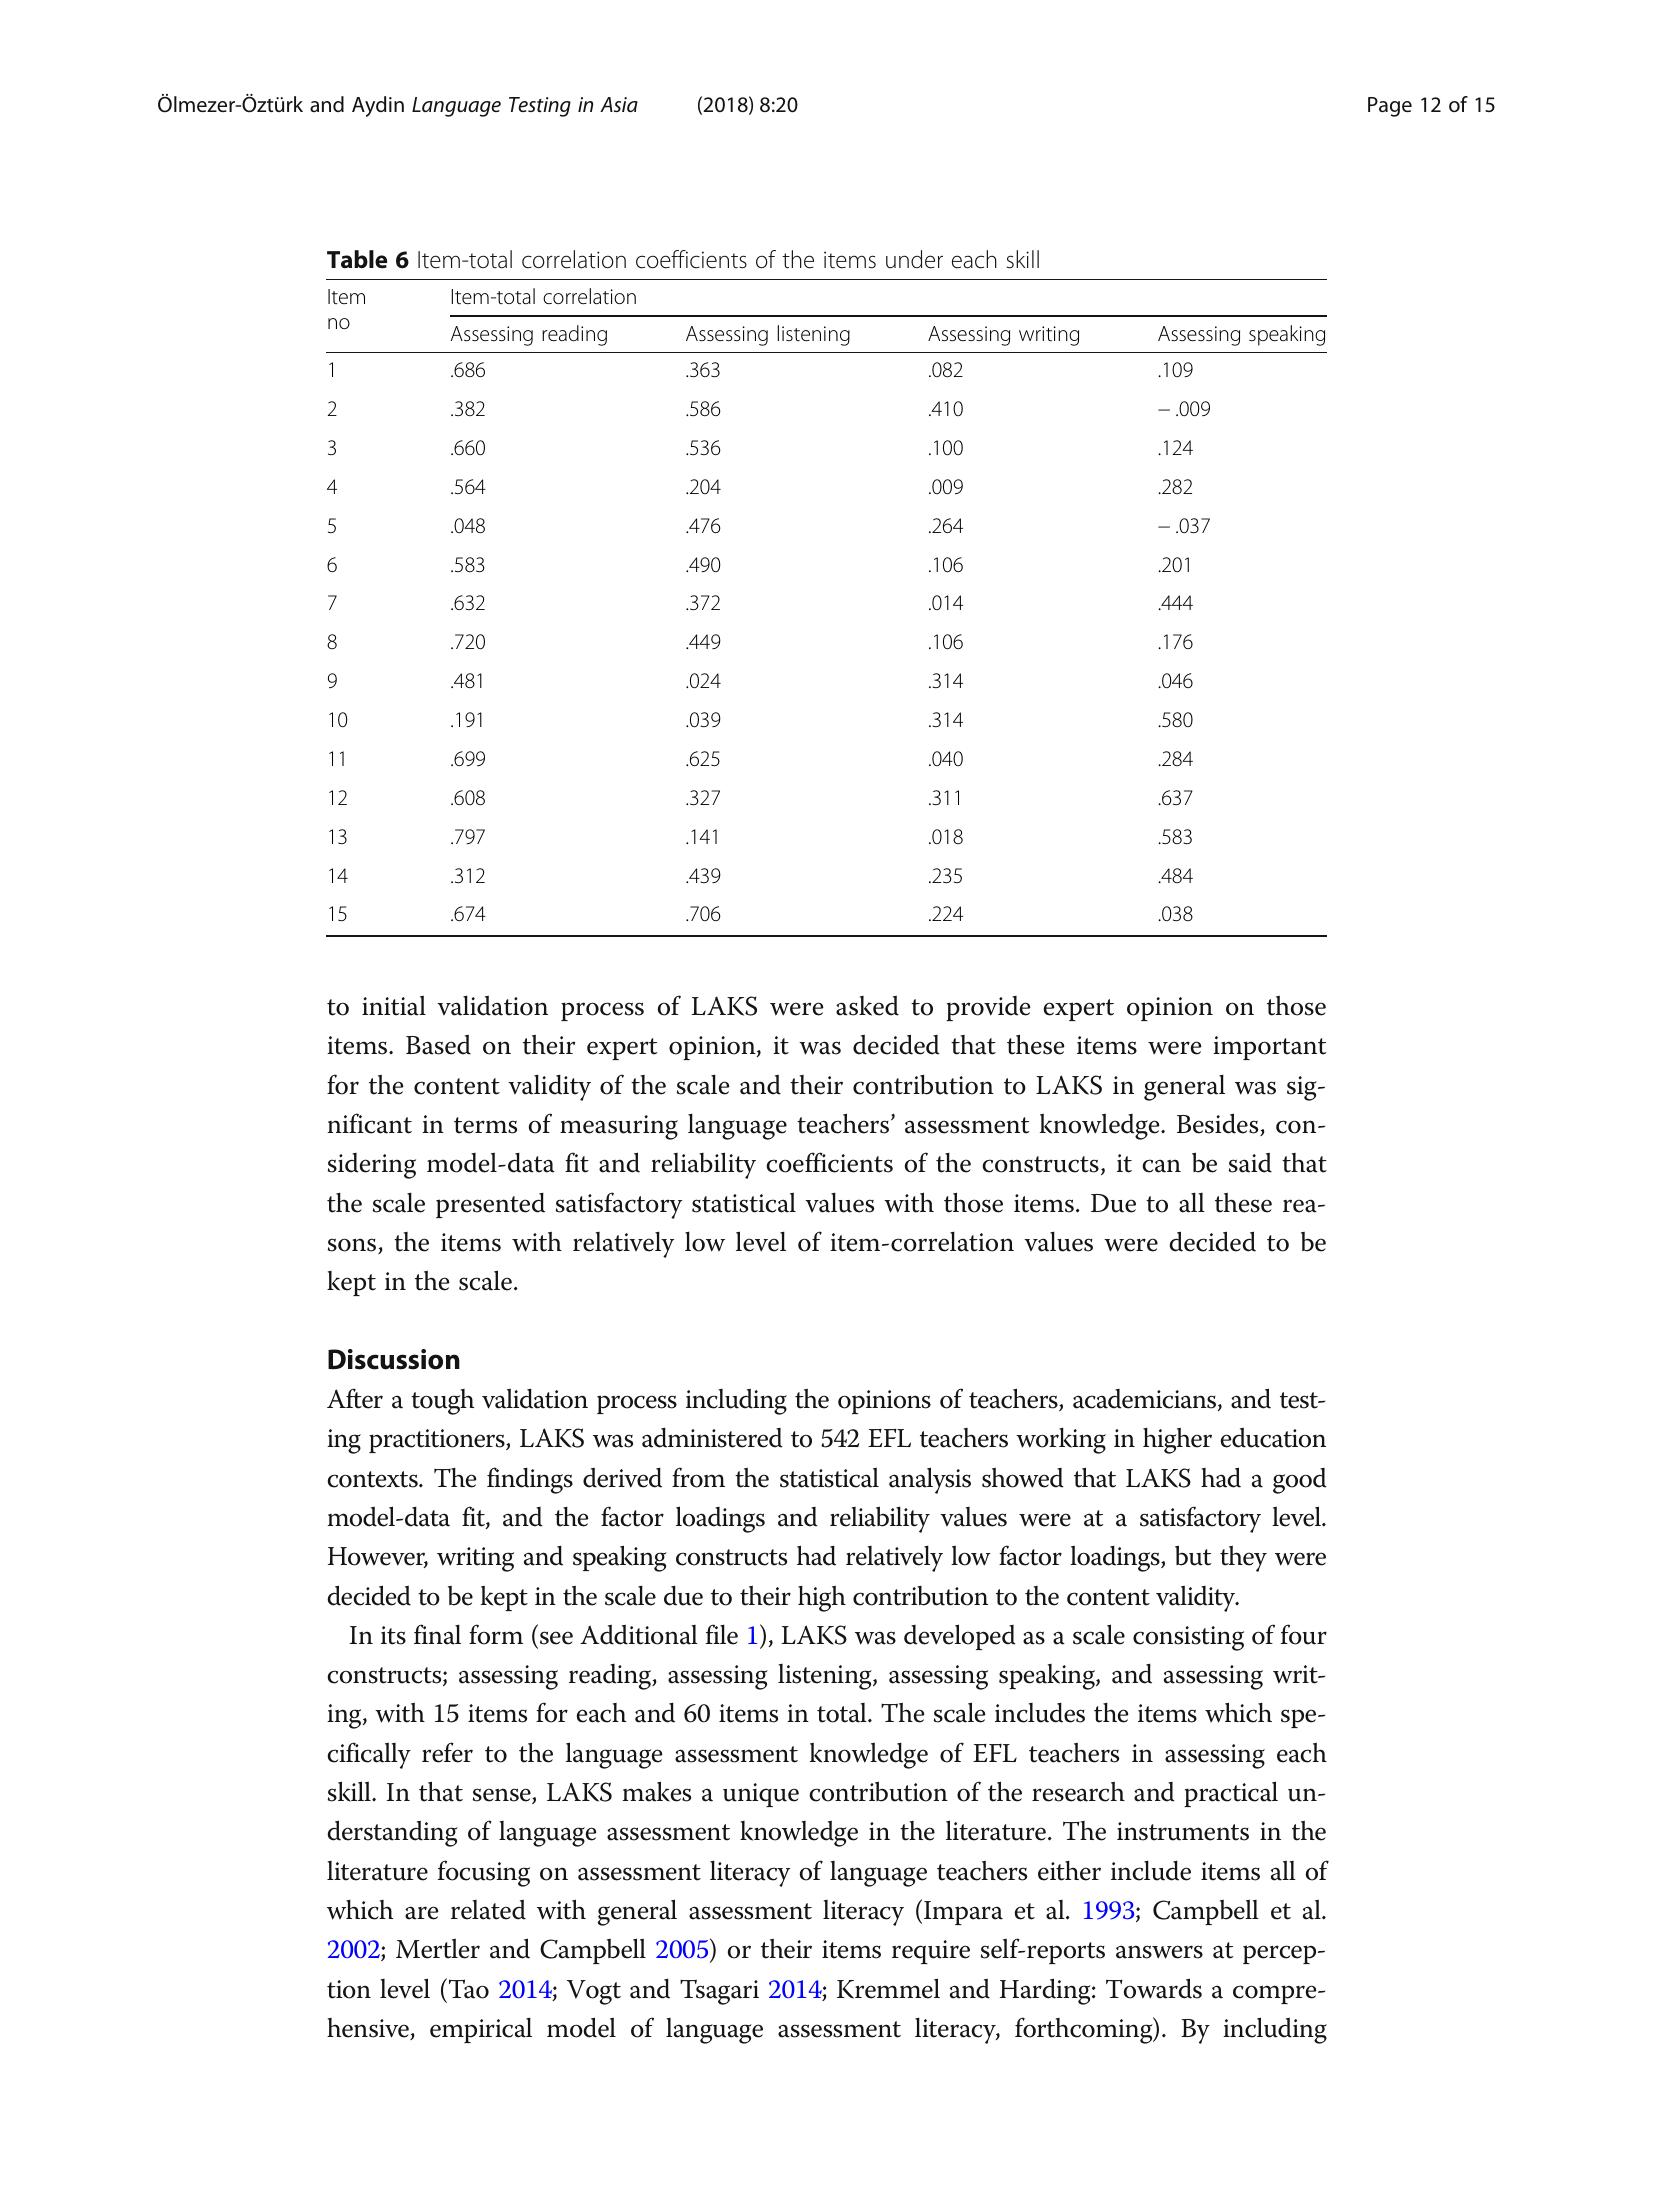 Ölmezer-Öztürk and Aydin Language Testing in Asia (2018) 8:20 Page 12 of 15
Table 6 Item-total correlation coefficients of the items under each skill
Item no Item-total correlation
Assessing reading Assessing listening Assessing writing Assessing speaking
1 .686 .363 .082 .109
2 .382 .586 .410 − .009
3 .660 .536 .100 .124
4 .564 .204 .009 .282
5 .048 .476 .264 − .037
6 .583 .490 .106 .201
7 .632 .372 .014 .444
8 .720 .449 .106 .176
9 .481 .024 .314 .046
10 .191 .039 .314 .580
11 .699 .625 .040 .284
12 .608 .327 .311 .637
13 .797 .141 .018 .583
14 .312 .439 .235 .484
15 .674 .706 .224 .038
to initial validation process of LAKS were asked to provide expert opinion on those
items. Based on their expert opinion, it was decided that these items were important
for the content validity of the scale and their contribution to LAKS in general was sig-
nificant in terms of measuring language teachers’ assessment knowledge. Besides, con-
sidering model-data fit and reliability coefficients of the constructs, it can be said that
the scale presented satisfactory statistical values with those items. Due to all these rea-
sons, the items with relatively low level of item-correlation values were decided to be
kept in the scale.
Discussion
After a tough validation process including the opinions of teachers, academicians, and test-
ing practitioners, LAKS was administered to 542 EFL teachers working in higher education
contexts. The findings derived from the statistical analysis showed that LAKS had a good
model-data fit, and the factor loadings and reliability values were at a satisfactory level.
However, writing and speaking constructs had relatively low factor loadings, but they were
decided to be kept in the scale due to their high contribution to the content validity.
In its final form (see Additional file 1), LAKS was developed as a scale consisting of four
constructs; assessing reading, assessing listening, assessing speaking, and assessing writ-
ing, with 15 items for each and 60 items in total. The scale includes the items which spe-
cifically refer to the language assessment knowledge of EFL teachers in assessing each
skill. In that sense, LAKS makes a unique contribution of the research and practical un-
derstanding of language assessment knowledge in the literature. The instruments in the
literature focusing on assessment literacy of language teachers either include items all of
which are related with general assessment literacy (Impara et al. 1993; Campbell et al.
2002; Mertler and Campbell 2005) or their items require self-reports answers at percep-
tion level (Tao 2014; Vogt and Tsagari 2014; Kremmel and Harding: Towards a compre-
hensive, empirical model of language assessment literacy, forthcoming). By including